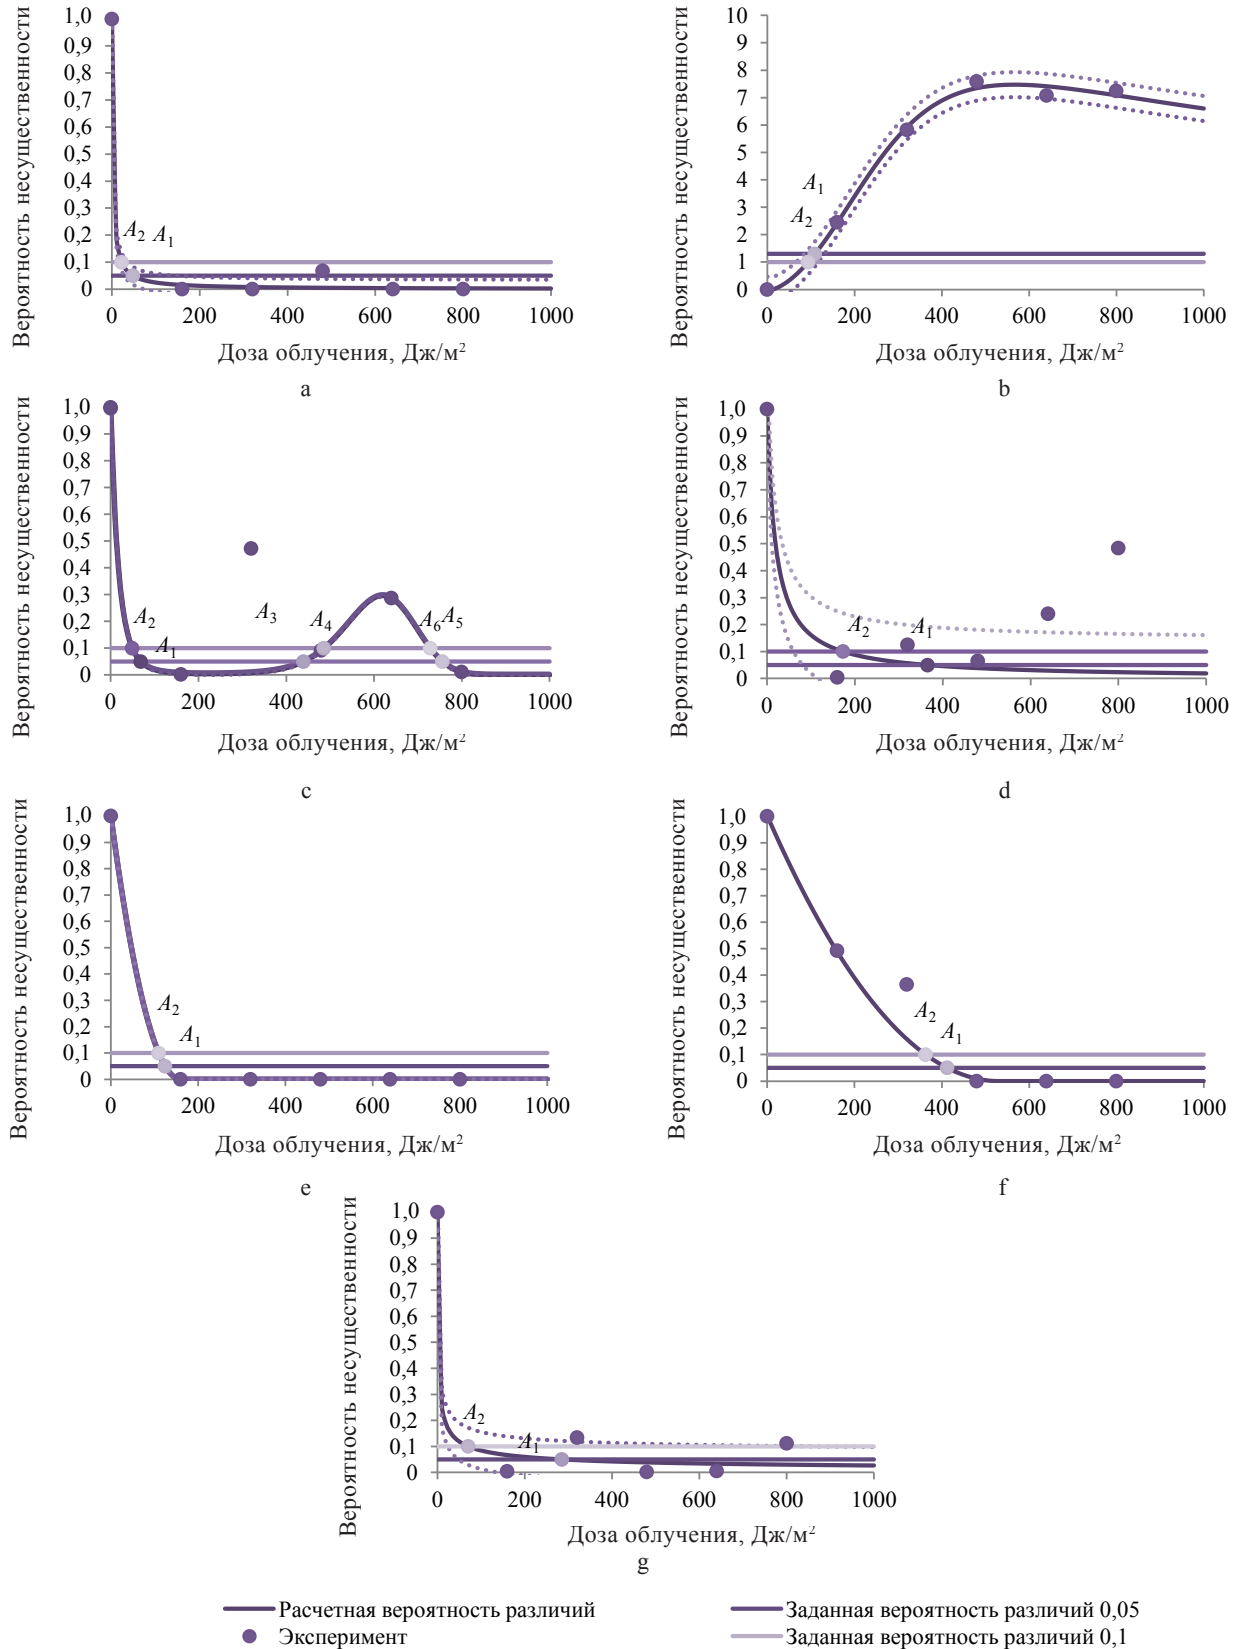 Вероятность несущественности
1,0
0,9
0,8
0,7
0,6
0,5
0,4
0,3
0,2
0,1
0
A2 A1
0 200 400 600 800 1000
Доза облучения, Дж/м²
a
Вероятность несущественности
10
9
8
7
6
5
4
3
2
1
0
A1
A2
0 200 400 600 800 1000
Доза облучения, Дж/м²
b
Вероятность несущественности
1,0
0,9
0,8
0,7
0,6
0,5
0,4
0,3
0,2
0,1
0
A2
A1
A3
A4
A6 A5
0 200 400 600 800 1000
Доза облучения, Дж/м²
c
Вероятность несущественности
1,0
0,9
0,8
0,7
0,6
0,5
0,4
0,3
0,2
0,1
0
A2
A1
0 200 400 600 800 1000
Доза облучения, Дж/м²
d
Вероятность несущественности
1,0
0,9
0,8
0,7
0,6
0,5
0,4
0,3
0,2
0,1
0
A2
A1
0 200 400 600 800 1000
Доза облучения, Дж/м²
e
Вероятность несущественности
1,0
0,9
0,8
0,7
0,6
0,5
0,4
0,3
0,2
0,1
0
A2
A1
0 200 400 600 800 1000
Доза облучения, Дж/м²
f
Вероятность несущественности
1,0
0,9
0,8
0,7
0,6
0,5
0,4
0,3
0,2
0,1
0
A2
A1
0 200 400 600 800 1000
Доза облучения, Дж/м²
g
Расчетная вероятность различий
Заданная вероятность различий 0,05
Эксперимент
Заданная вероятность различий 0,1